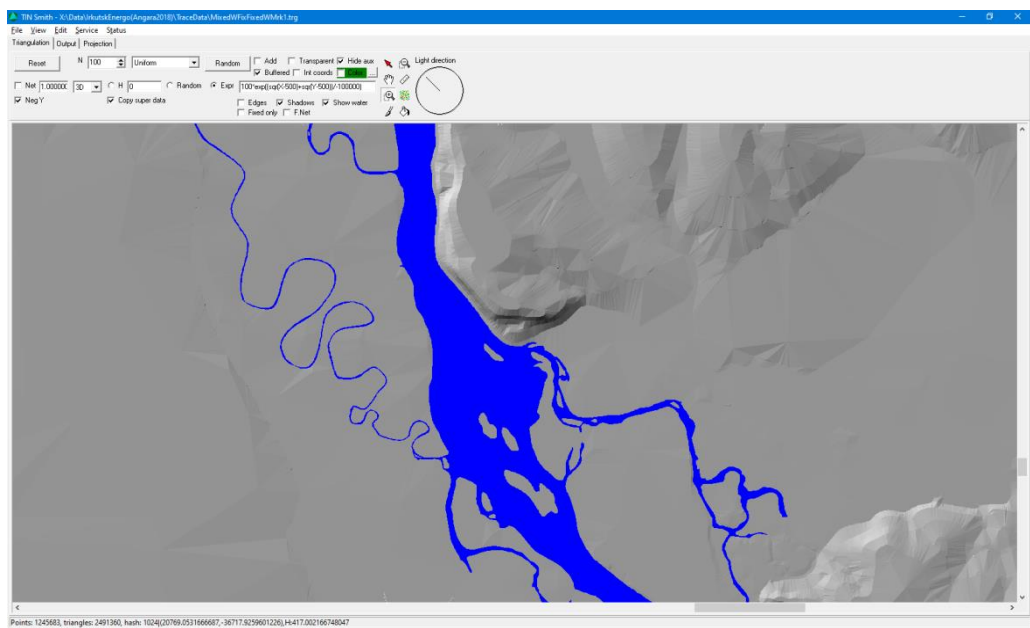 TIN Smith - X:\Data\IrkutskEnergo(Angara2018)\TraceData\MixedWFixFixedWMrk1.trg
File View Edit Service Status
Triangulation Output Projection
Reset N 100 Uniform Random Add Transparent Hide aux Light direction
Buffered Int coords Color ...
Net 1.00000C 3D H 0 Random Expr 100*exp((sqr(X-500)+sqr(Y-500))/-100000)
Neg Y Copy super data Edges Shadows Show water
Fixed only F.Net
Points: 1245683, triangles: 2491360, hash: 1024|(20769.0531666687,-36717.9259601226),H:417.002166748047